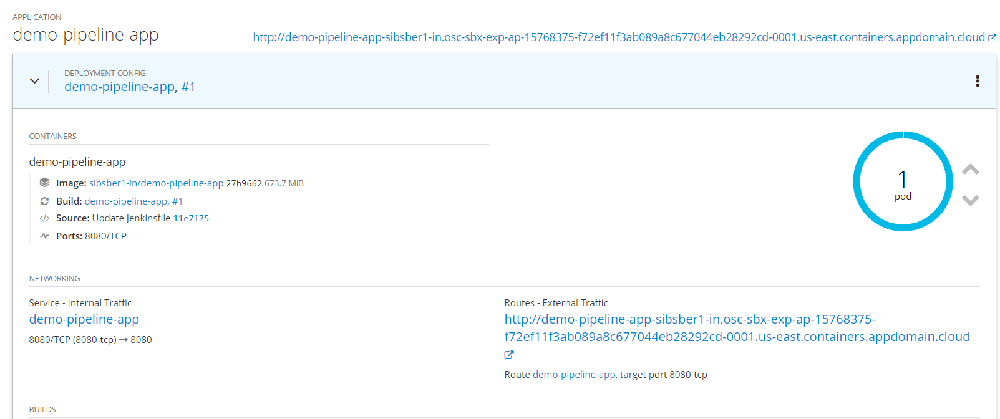 APPLICATION
demo-pipeline-app
http://demo-pipeline-app-sibsber1-in.osc-sbx-exp-ap-15768375-f72ef11f3ab089a8c677044eb28292cd-0001.us-east.containers.appdomain.cloud
DEPLOYMENT CONFIG
demo-pipeline-app, #1
CONTAINERS
demo-pipeline-app
Image: sibsber1-in/demo-pipeline-app 27b9662 673.7 MiB
Build: demo-pipeline-app, #1
Source: Update Jenkinsfile 11e7175
Ports: 8080/TCP
1
pod
NETWORKING
Service - Internal Traffic
demo-pipeline-app
8080/TCP (8080-tcp) → 8080
Routes - External Traffic
http://demo-pipeline-app-sibsber1-in.osc-sbx-exp-ap-15768375-
f72ef11f3ab089a8c677044eb28292cd-0001.us-east.containers.appdomain.cloud
Route demo-pipeline-app, target port 8080-tcp
BUILDS